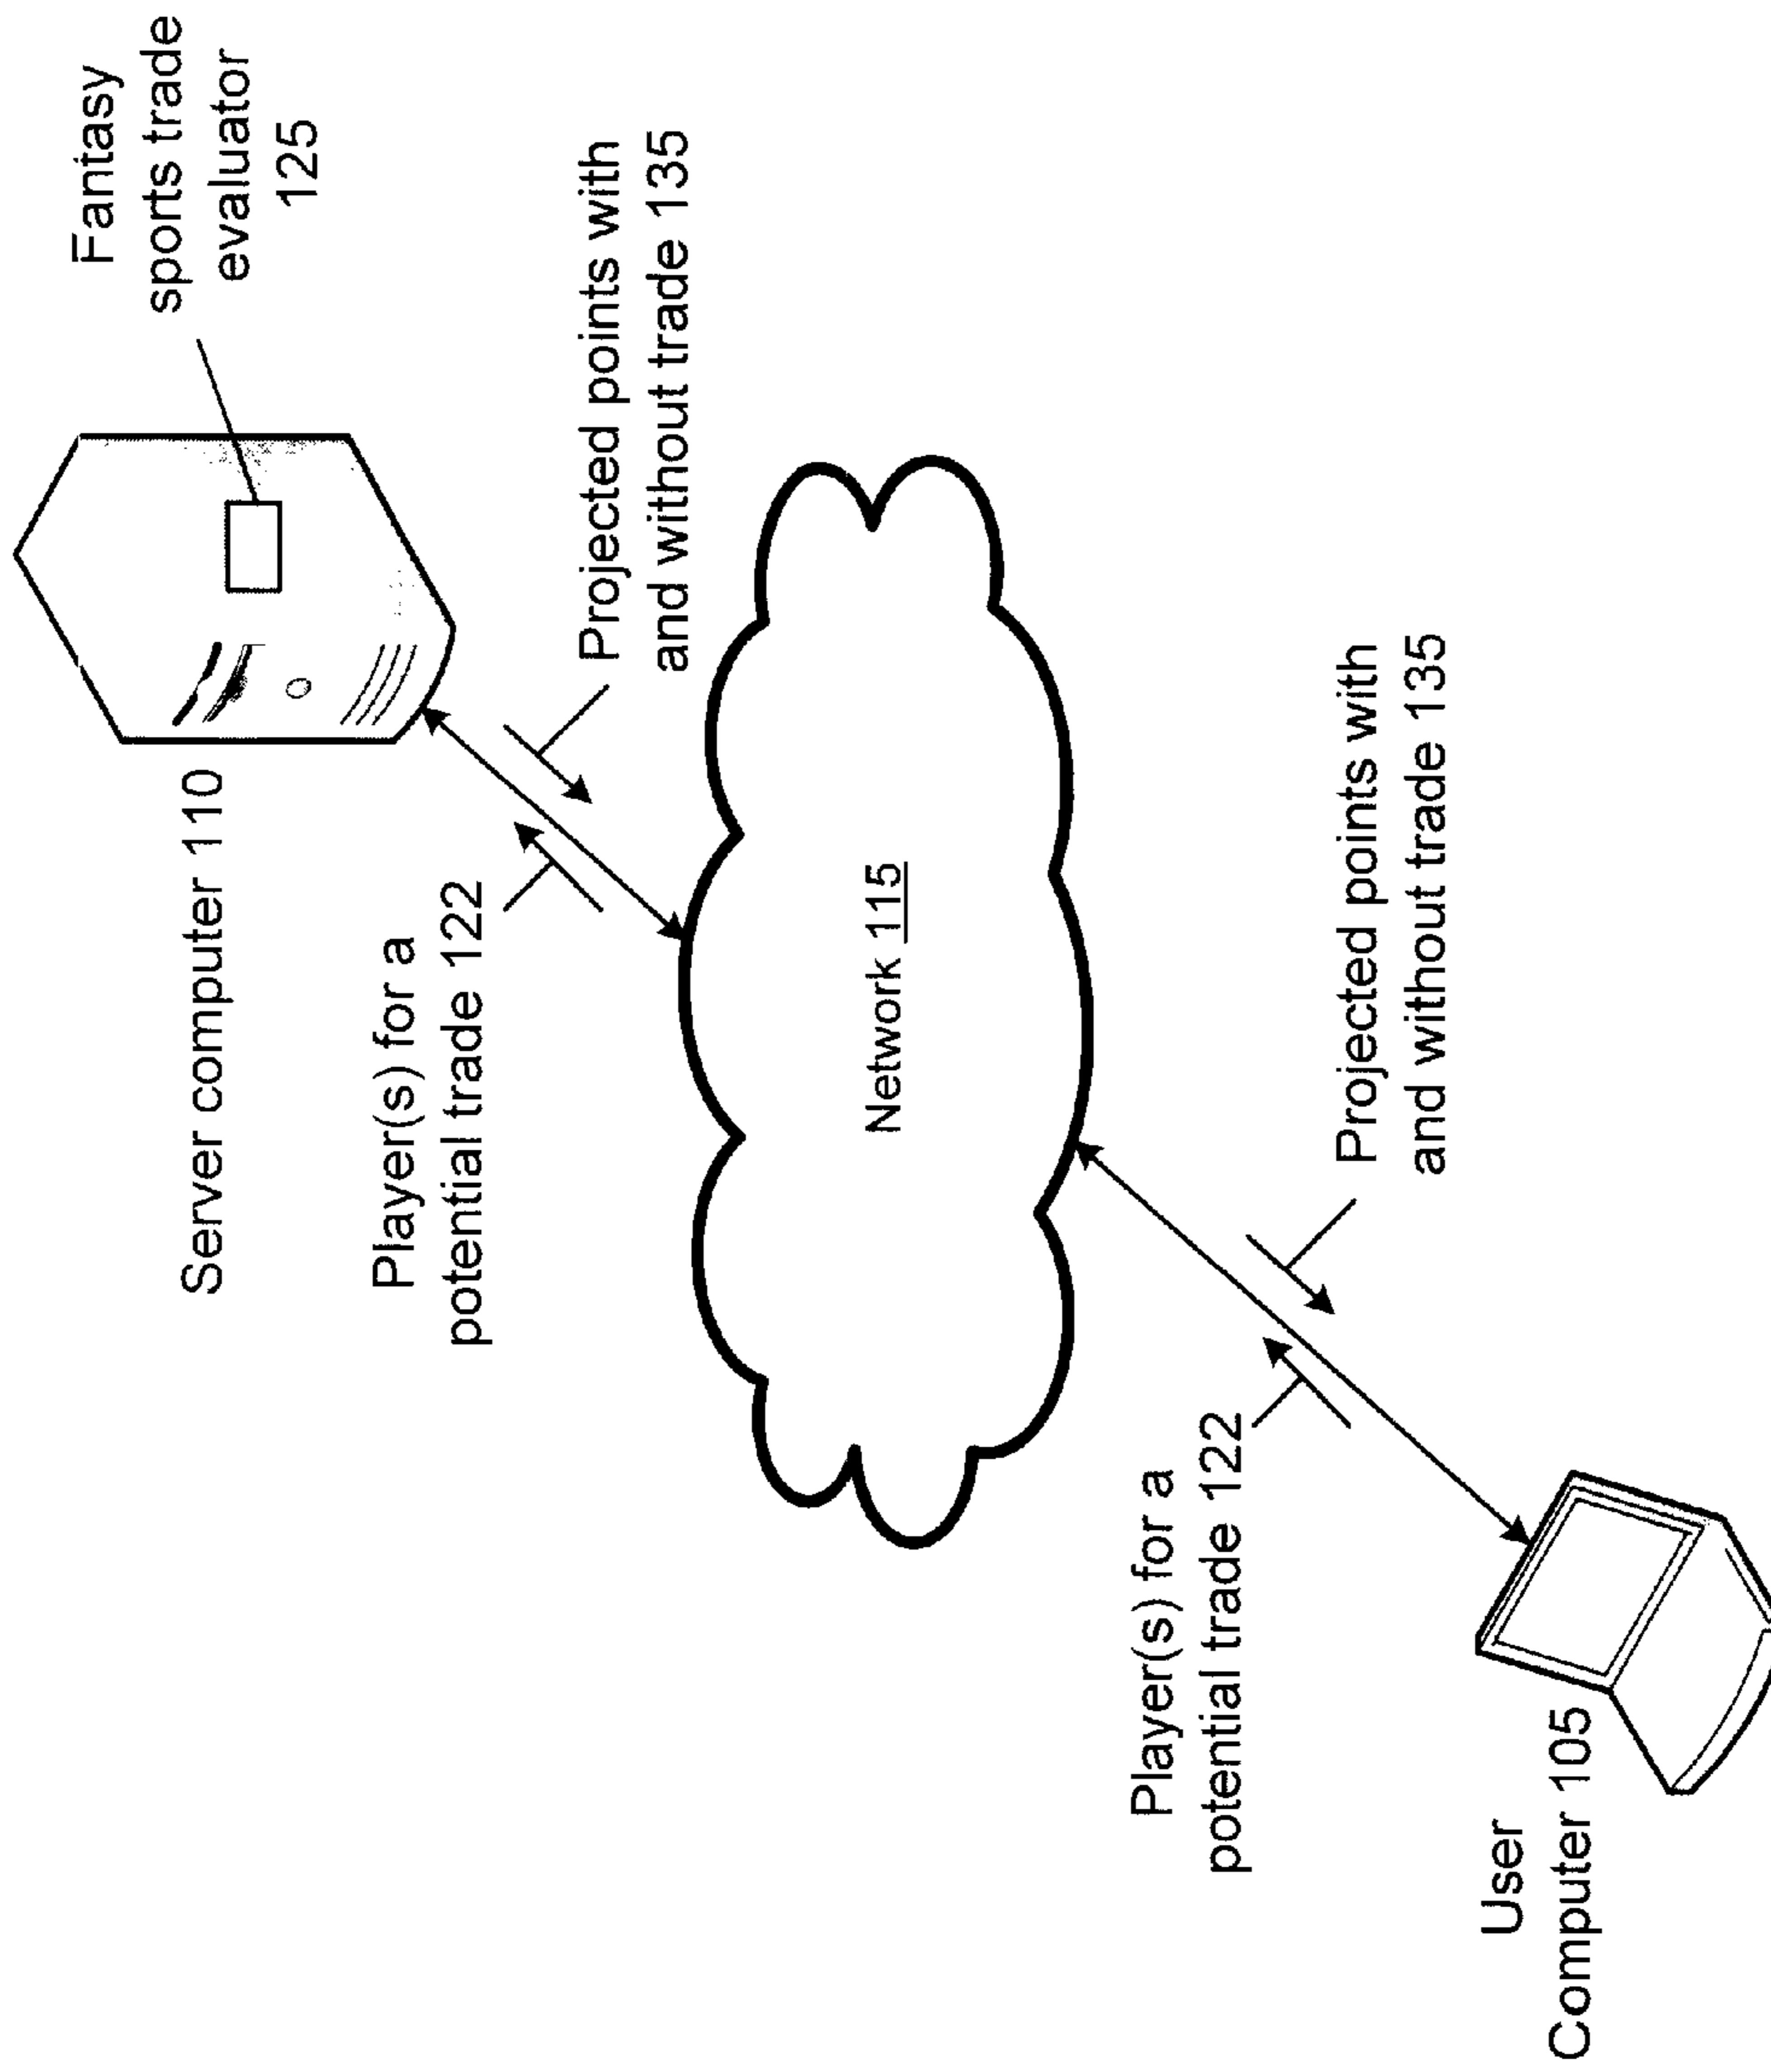 Fantasy
sports trade
evaluator
125
Server computer 110
Projected points with
and without trade 135
Player(s) for a
potential trade 122
Network 115
Projected points with
and without trade 135
Player(s) for a
potential trade 122
User
Computer 105